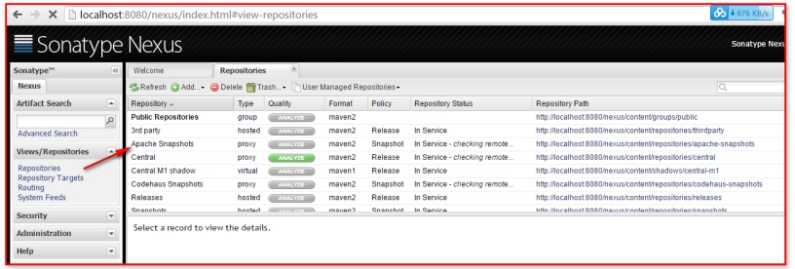 localhost:8080/nexus/index.html#view-repositories
Sonatype Nexus
Sonatype™
Nexus
Artifact Search
Advanced Search
Views/Repositories
Repositories
Repository Targets
Routing
System Feeds
Security
Administration
Help
Welcome Repositories
Refresh Add... Delete Trash... User Managed Repositories
Repository Type Quality Format Policy Repository Status Repository Path
Public Repositories group ANALYZE maven2 http://localhost:8080/nexus/content/groups/public
3rd party hosted ANALYZE maven2 Release In Service http://localhost:8080/nexus/content/repositories/thirdparty
Apache Snapshots proxy ANALYZE maven2 Snapshot In Service - checking remote... http://localhost:8080/nexus/content/repositories/apache-snapshots
Central proxy ANALYZE maven2 Release In Service - checking remote... http://localhost:8080/nexus/content/repositories/central
Central M1 shadow virtual ANALYZE maven1 Release In Service http://localhost:8080/nexus/content/shadows/central-m1
Codehaus Snapshots proxy ANALYZE maven2 Snapshot In Service - checking remote... http://localhost:8080/nexus/content/repositories/codehaus-snapshots
Releases hosted ANALYZE maven2 Release In Service http://localhost:8080/nexus/content/repositories/releases
Snapshots hosted ANALYZE maven2 Snapshot In Service http://localhost:8080/nexus/content/repositories/snapshots
Select a record to view the details.